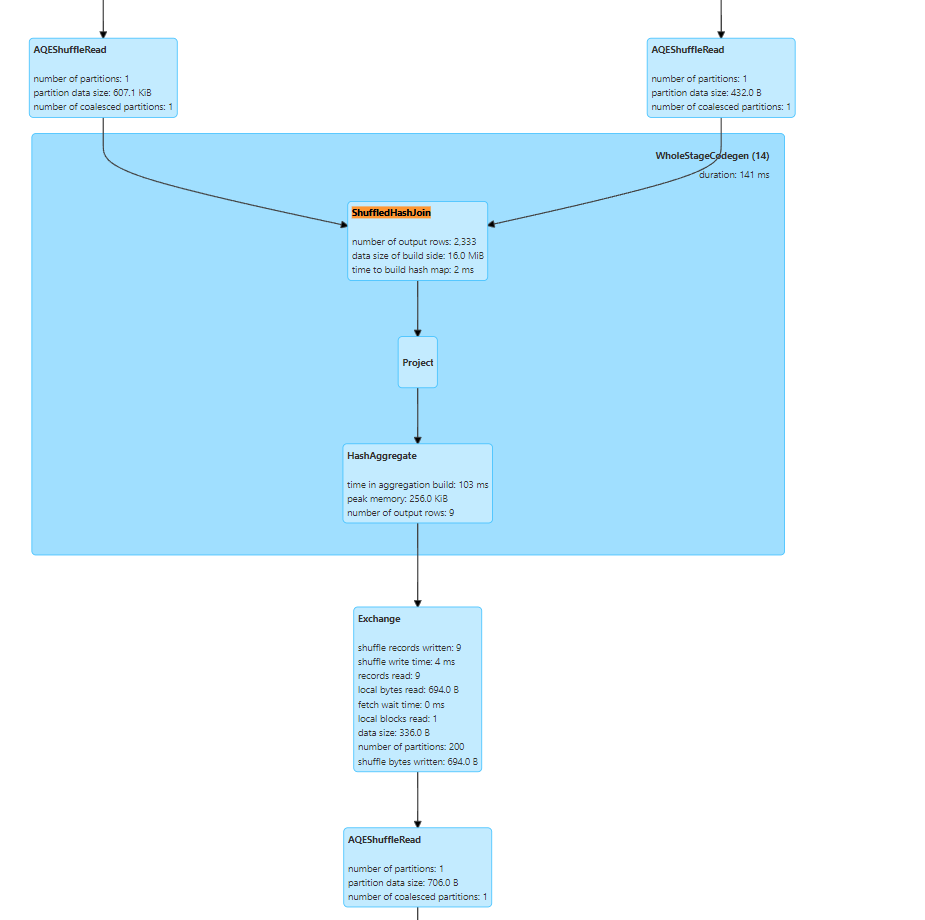 AQEShuffleRead
number of partitions: 1
partition data size: 607.1 KiB
number of coalesced partitions: 1
AQEShuffleRead
number of partitions: 1
partition data size: 432.0 B
number of coalesced partitions: 1
WholeStageCodegen (14)
duration: 141 ms
ShuffledHashJoin
number of output rows: 2,333
data size of build side: 16.0 MiB
time to build hash map: 2 ms
Project
HashAggregate
time in aggregation build: 103 ms
peak memory: 256.0 KiB
number of output rows: 9
Exchange
shuffle records written: 9
shuffle write time: 4 ms
records read: 9
local bytes read: 694.0 B
fetch wait time: 0 ms
local blocks read: 1
data size: 336.0 B
number of partitions: 200
shuffle bytes written: 694.0 B
AQEShuffleRead
number of partitions: 1
partition data size: 706.0 B
number of coalesced partitions: 1